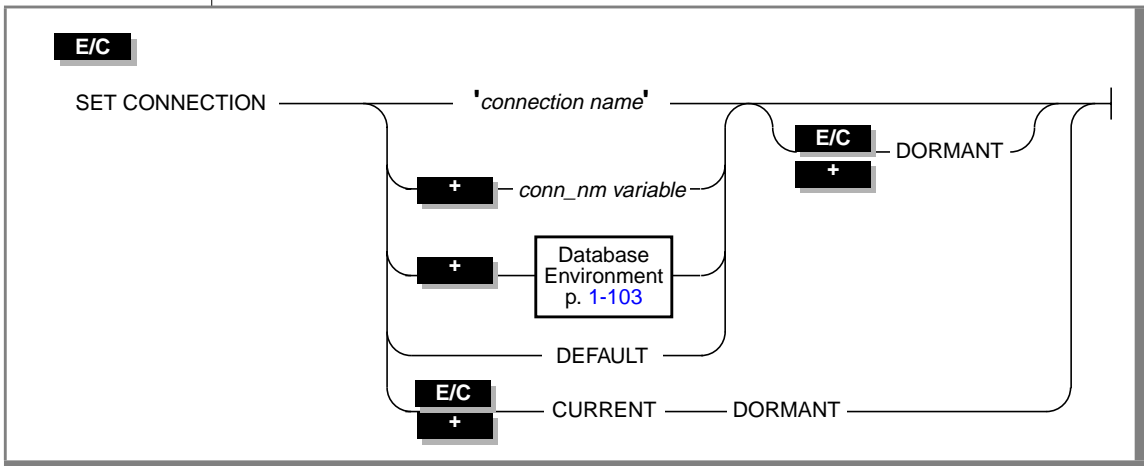 E/C
SET CONNECTION
'connection name'
E/C
+
DORMANT
+
conn_nm variable
+
Database
Environment
p. 1-103
DEFAULT
E/C
+
CURRENT
DORMANT